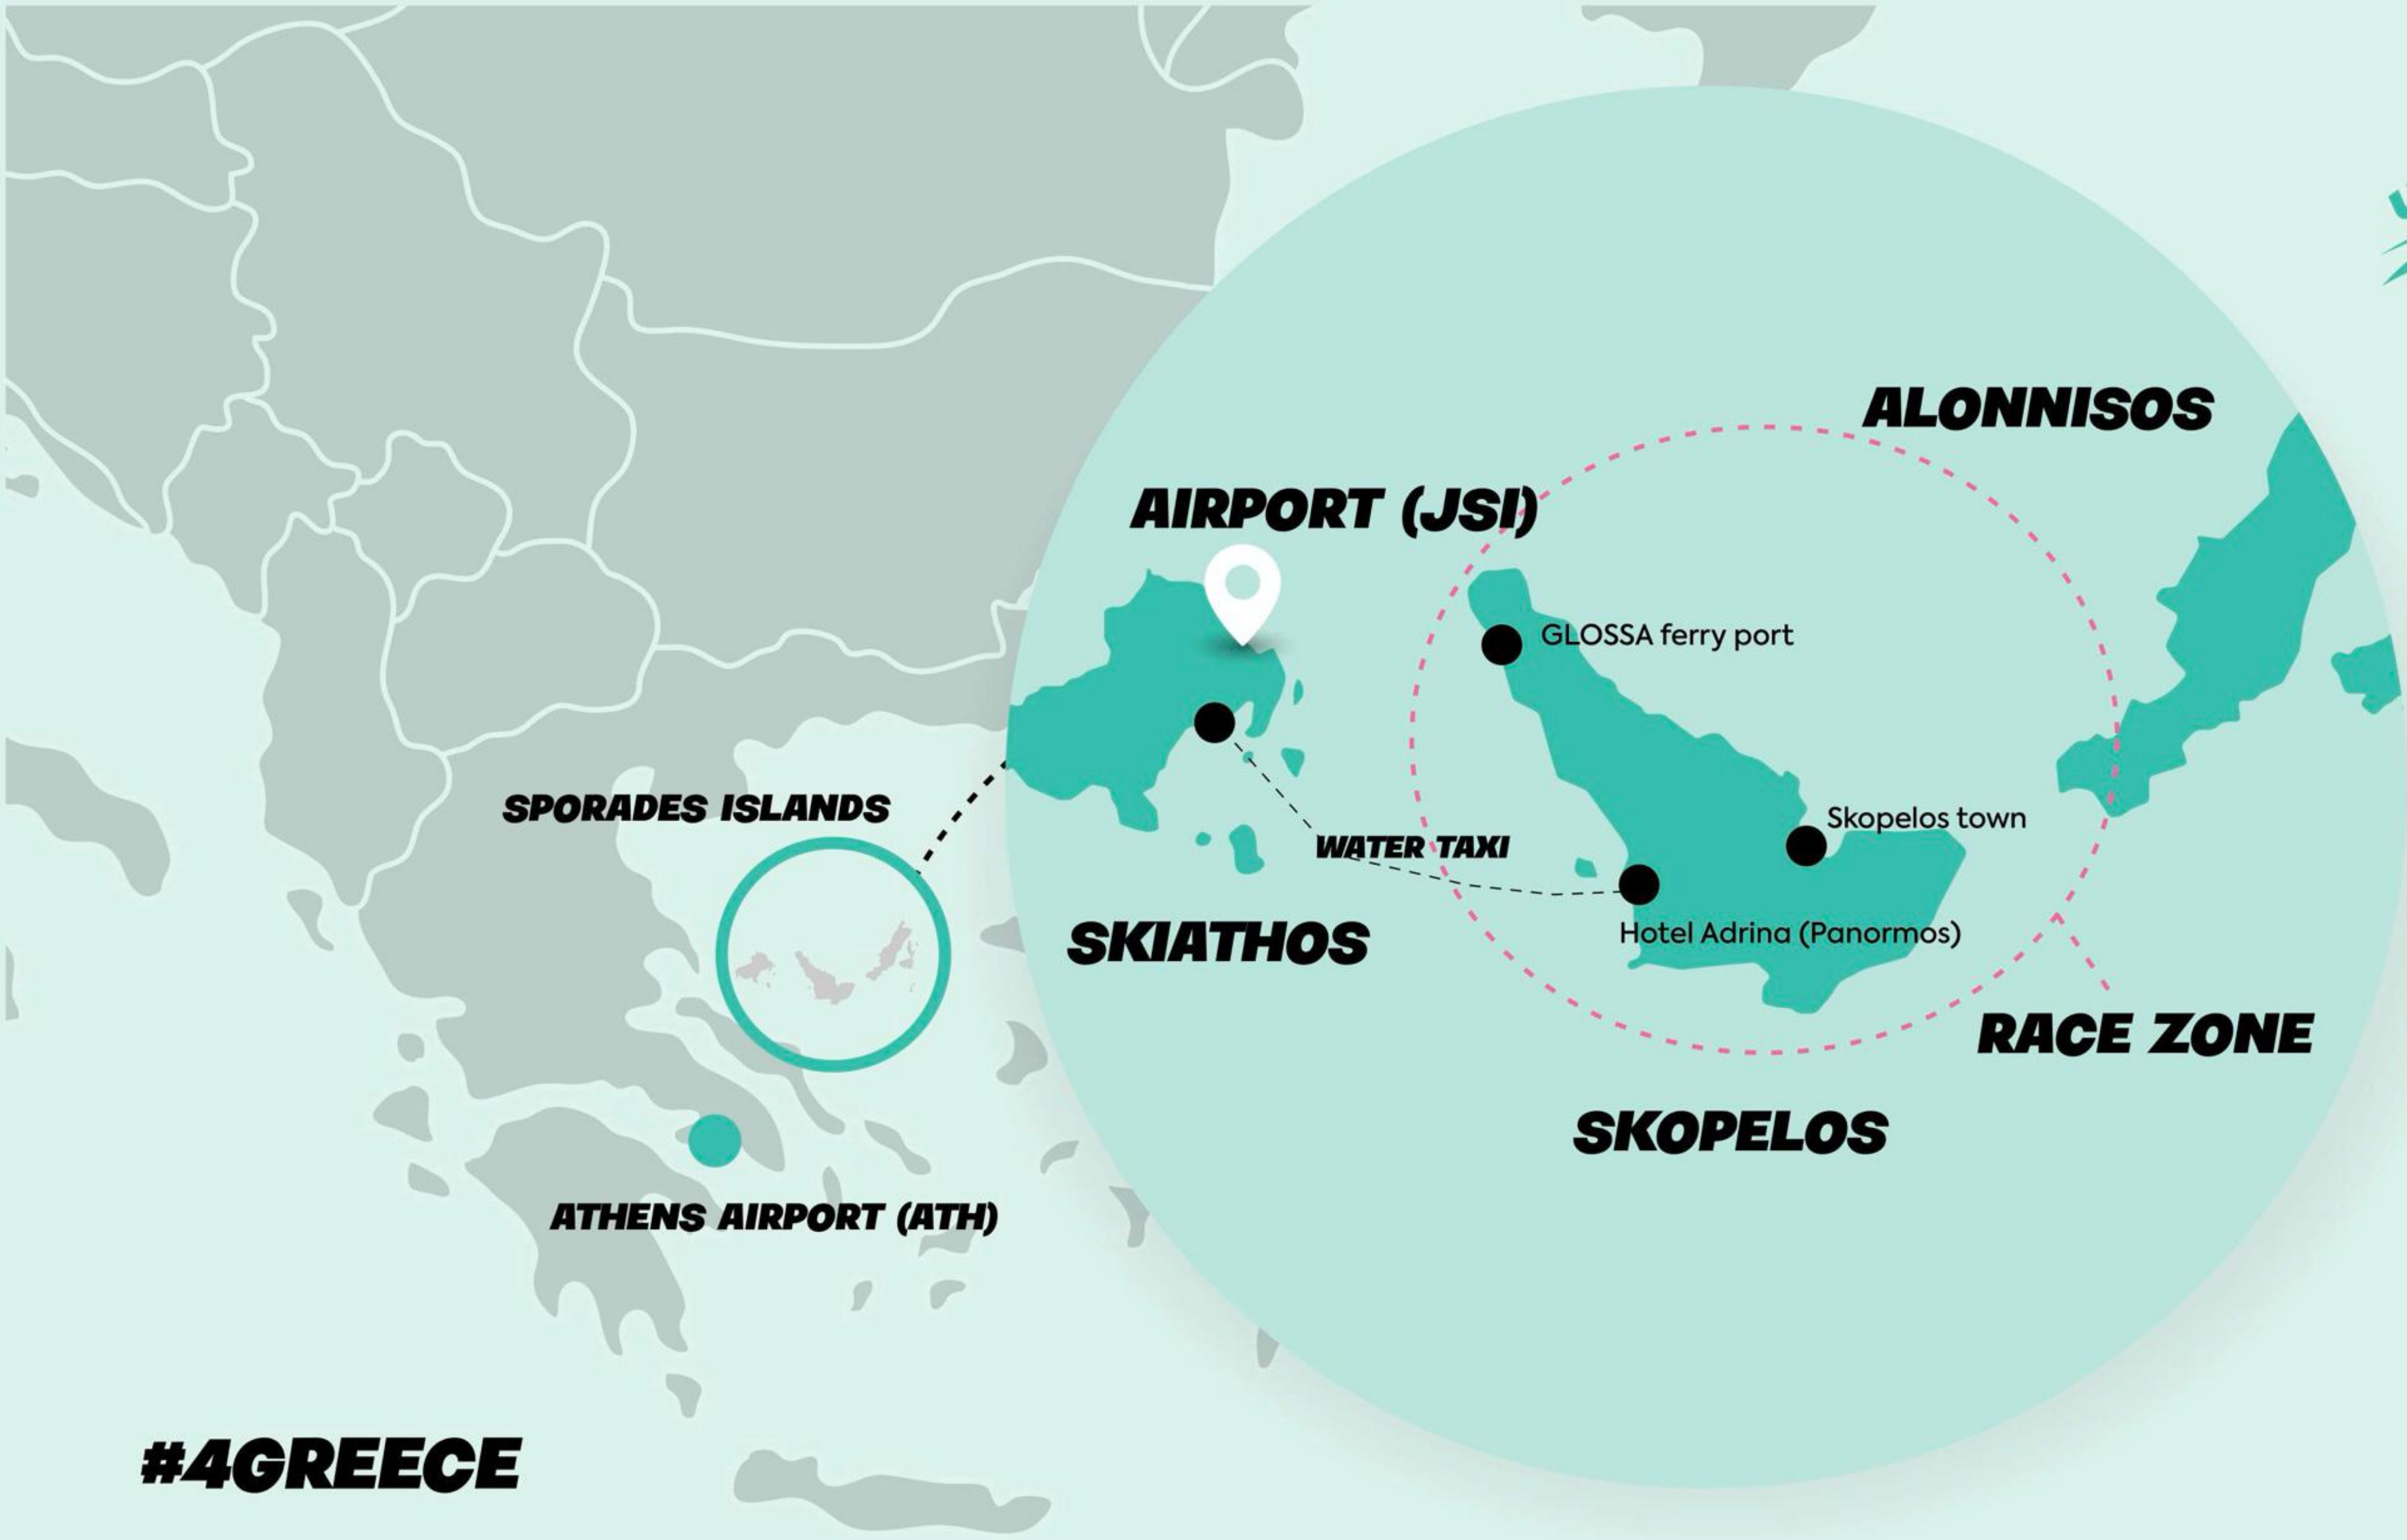 ALONNISOS
AIRPORT (JSI)
GLOSSA ferry port
SPORADES ISLANDS
Skopelos town
WATER TAXI
Hotel Adrina (Panormos)
SKIATHOS
RACE ZONE
SKOPELOS
ATHENS AIRPORT (ATH)
#4GREECE